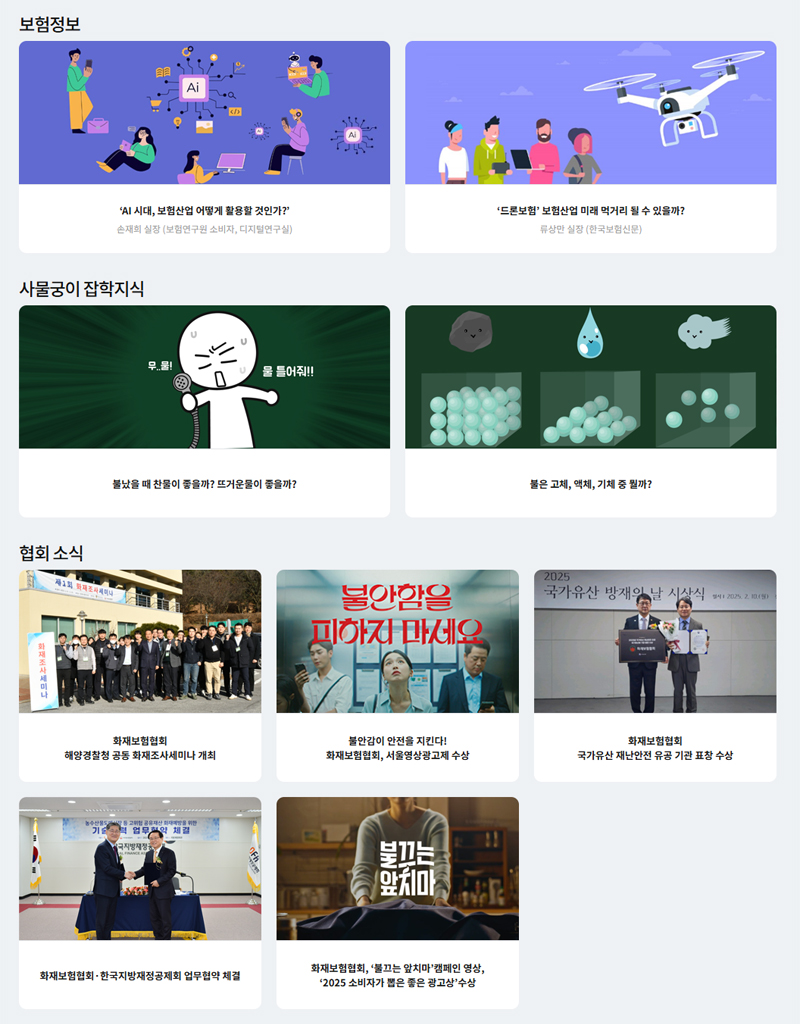 보험정보
Ai
Ai
Ai
‘AI 시대, 보험산업 어떻게 활용할 것인가?’
손재희 실장 (보험연구원 소비자, 디지털연구실)
‘드론보험’ 보험산업 미래 먹거리 될 수 있을까?
류상만 실장 (한국보험신문)
사물궁이 잡학지식
무..물!
물 틀어줘!!
불났을 때 찬물이 좋을까? 뜨거운물이 좋을까?
불은 고체, 액체, 기체 중 뭘까?
협회 소식
제1회 화재조사세미나
화재조사세미나
불안함을
피하지 마세요
2025
국가유산 방재의 날 시상식
화재보험협회
해양경찰청 공동 화재조사세미나 개최
불안감이 안전을 지킨다!
화재보험협회, 서울영상광고제 수상
화재보험협회
국가유산 재난안전 유공 기관 표창 수상
업무협약 체결
불끄는
앞치마
화재보험협회·한국지방재정공제회 업무협약 체결
화재보험협회, ‘불끄는 앞치마’캠페인 영상,
‘2025 소비자가 뽑은 좋은 광고상’수상